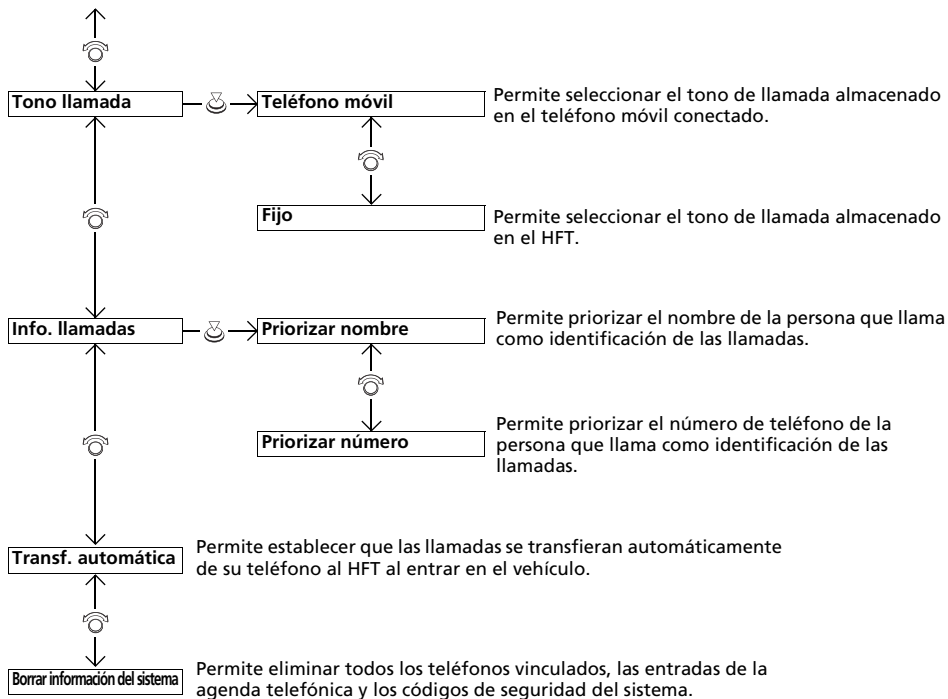 Tono llamada
Teléfono móvil
Permite seleccionar el tono de llamada almacenado
en el teléfono móvil conectado.
Fijo
Permite seleccionar el tono de llamada almacenado
en el HFT.
Info. llamadas
Priorizar nombre
Permite priorizar el nombre de la persona que llama
como identificación de las llamadas.
Priorizar número
Permite priorizar el número de teléfono de la
persona que llama como identificación de las
llamadas.
Transf. automática
Permite establecer que las llamadas se transfieran automáticamente
de su teléfono al HFT al entrar en el vehículo.
Borrar información del sistema
Permite eliminar todos los teléfonos vinculados, las entradas de la
agenda telefónica y los códigos de seguridad del sistema.